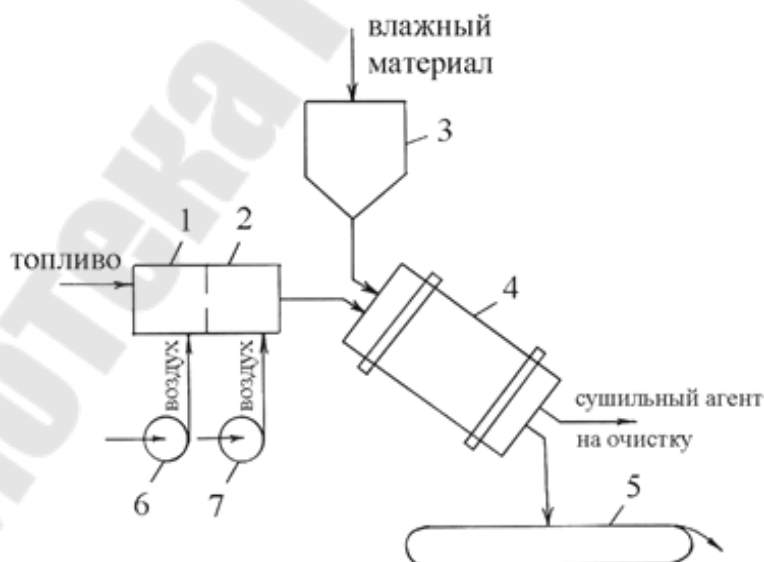 влажный
материал
3
1 2
топливо
4
воздух
воздух
сушильный агент
на очистку
6 7
5